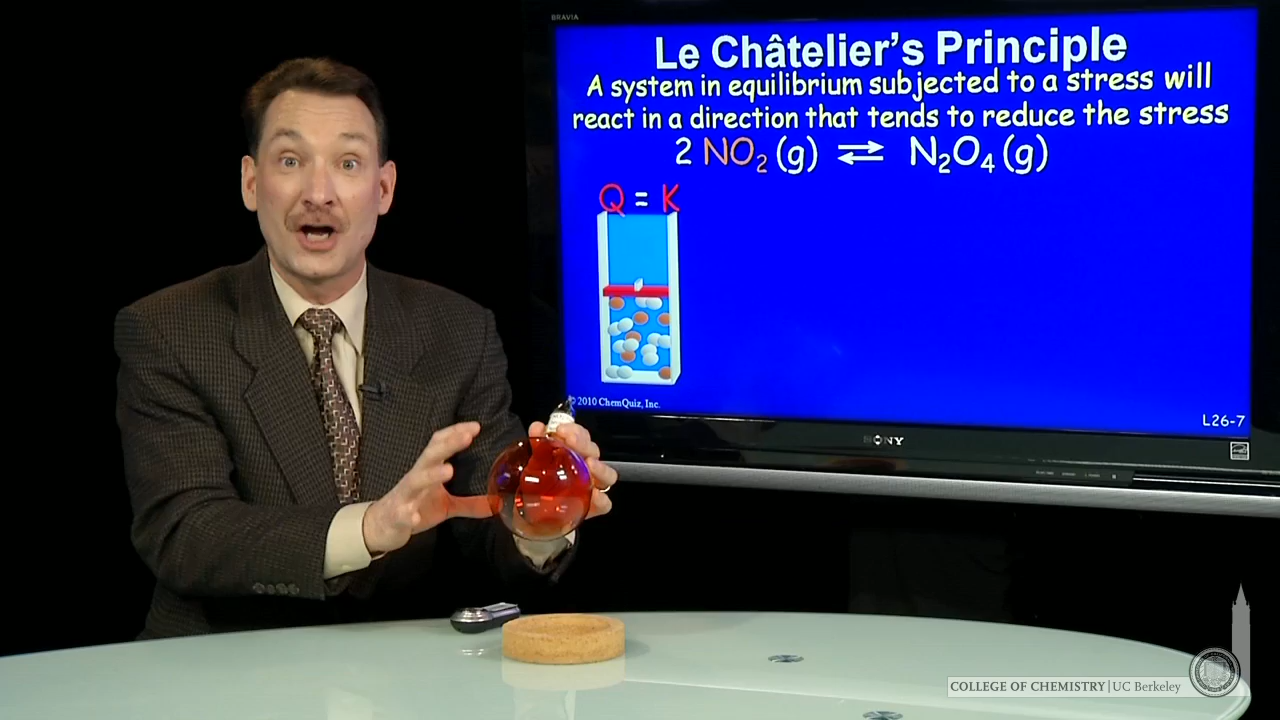 BRAVIA
Le Châtelier's Principle
A system in equilibrium subjected to a stress will
react in a direction that tends to reduce the stress
2 NO₂ (g) ⇌ N₂O₄ (g)
Q = K
© 2010 ChemQuiz, Inc.
L26-7
SONY
COLLEGE OF CHEMISTRY | UC Berkeley